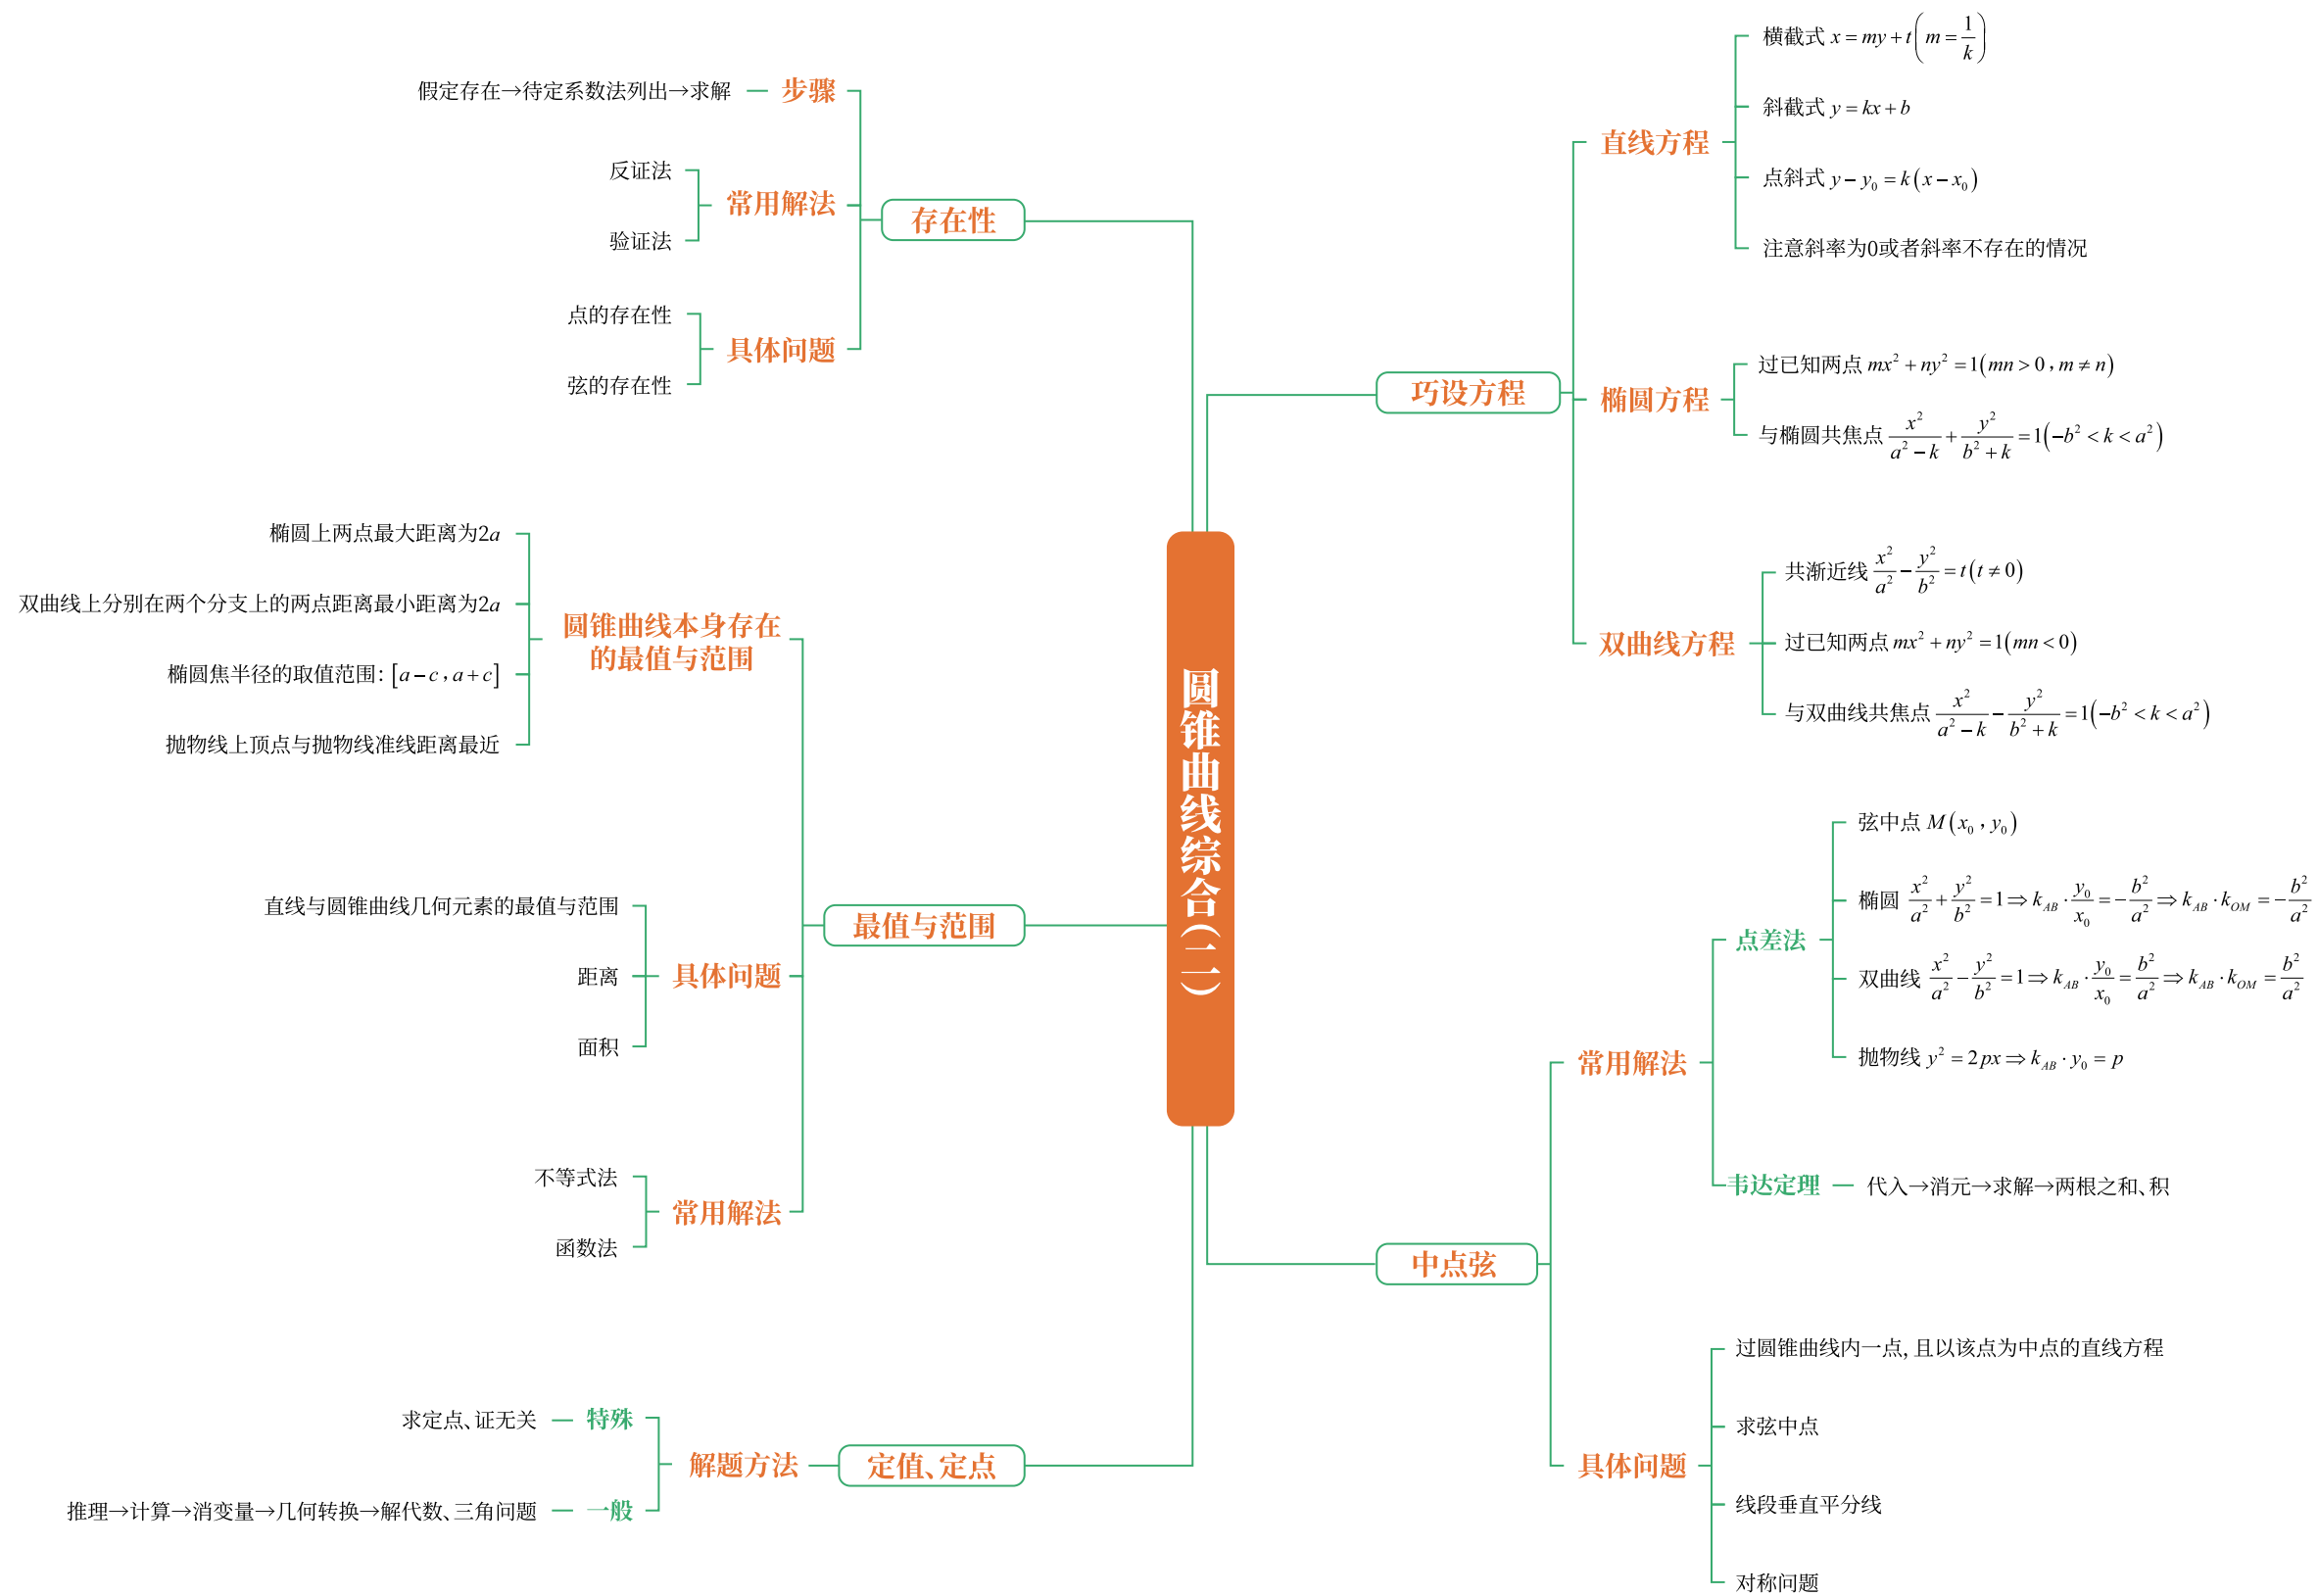 圆锥曲线综合(二)
存在性
步骤
假定存在→待定系数法列出→求解
常用解法
反证法
验证法
具体问题
点的存在性
弦的存在性
最值与范围
圆锥曲线本身存在
的最值与范围
椭圆上两点最大距离为2a
双曲线上分别在两个分支上的两点距离最小距离为2a
椭圆焦半径的取值范围：[a−c，a+c]
抛物线上顶点与抛物线准线距离最近
具体问题
直线与圆锥曲线几何元素的最值与范围
距离
面积
常用解法
不等式法
函数法
定值、定点
解题方法
特殊
求定点、证无关
一般
推理→计算→消变量→几何转换→解代数、三角问题
巧设方程
直线方程
横截式 x=my+t(m=1/k)
斜截式 y=kx+b
点斜式 y−y₀=k(x−x₀)
注意斜率为0或者斜率不存在的情况
椭圆方程
过已知两点 mx²+ny²=1(mn>0，m≠n)
与椭圆共焦点 x²/(a²−k)+y²/(b²+k)=1(−b²<k<a²)
双曲线方程
共渐近线 x²/a²−y²/b²=t(t≠0)
过已知两点 mx²+ny²=1(mn<0)
与双曲线共焦点 x²/(a²−k)−y²/(b²+k)=1(−b²<k<a²)
中点弦
常用解法
点差法
弦中点 M(x₀，y₀)
椭圆 x²/a²+y²/b²=1⇒k_AB·y₀/x₀=−b²/a²⇒k_AB·k_OM=−b²/a²
双曲线 x²/a²−y²/b²=1⇒k_AB·y₀/x₀=b²/a²⇒k_AB·k_OM=b²/a²
抛物线 y²=2px⇒k_AB·y₀=p
韦达定理
代入→消元→求解→两根之和、积
具体问题
过圆锥曲线内一点，且以该点为中点的直线方程
求弦中点
线段垂直平分线
对称问题